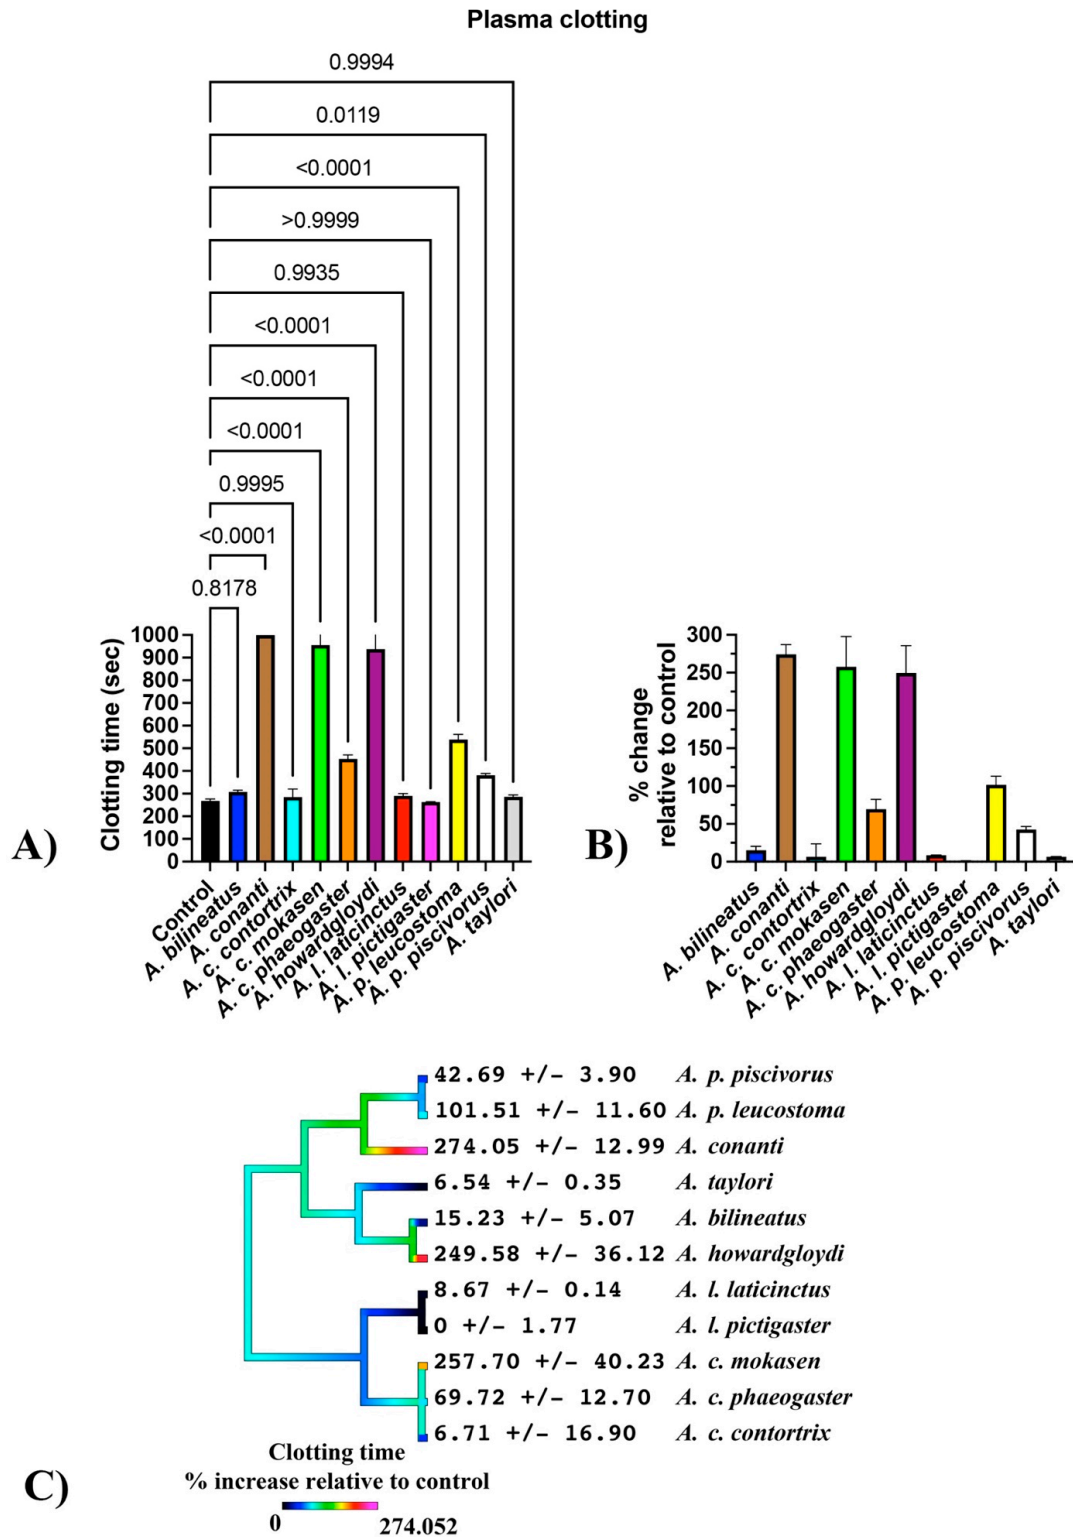 Plasma clotting
0.9994
0.0119
<0.0001
>0.9999
0.9935
<0.0001
<0.0001
<0.0001
0.9995
<0.0001
0.8178
Clotting time (sec)
1000
900
800
700
600
500
400
300
200
100
0
Control
A. bilineatus
A. conanti
A. c. contortrix
A. c. mokasen
A. c. phaeogaster
A. howardgloydi
A. l. laticinctus
A. l. pictigaster
A. p. leucostoma
A. p. piscivorus
A. taylori
A)
% change
relative to control
300
250
200
150
100
50
0
A. bilineatus
A. conanti
A. c. contortrix
A. c. mokasen
A. c. phaeogaster
A. howardgloydi
A. l. laticinctus
A. l. pictigaster
A. p. leucostoma
A. p. piscivorus
A. taylori
B)
42.69 +/- 3.90 A. p. piscivorus
101.51 +/- 11.60 A. p. leucostoma
274.05 +/- 12.99 A. conanti
6.54 +/- 0.35 A. taylori
15.23 +/- 5.07 A. bilineatus
249.58 +/- 36.12 A. howardgloydi
8.67 +/- 0.14 A. l. laticinctus
0 +/- 1.77 A. l. pictigaster
257.70 +/- 40.23 A. c. mokasen
69.72 +/- 12.70 A. c. phaeogaster
6.71 +/- 16.90 A. c. contortrix
Clotting time
% increase relative to control
0
274.052
C)